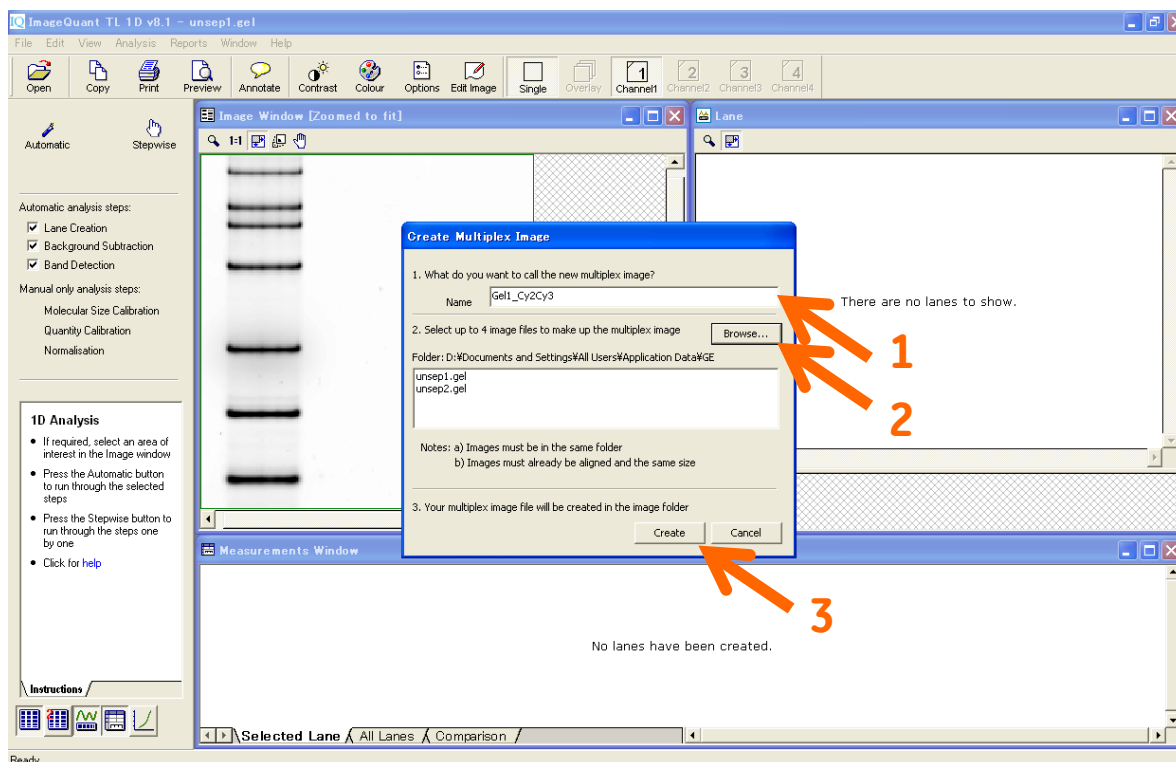 IQ ImageQuant TL 1D v8.1 - unsep1.gel
File Edit View Analysis Reports Window Help
Open Copy Print Preview Annotate Contrast Colour Options Edit Image Single Overlay Channel1 Channel2 Channel3 Channel4
Automatic Stepwise
Automatic analysis steps:
Lane Creation
Background Subtraction
Band Detection
Manual only analysis steps:
Molecular Size Calibration
Quantity Calibration
Normalisation
1D Analysis
• If required, select an area of
interest in the Image window
• Press the Automatic button
to run through the selected
steps
• Press the Stepwise button to
run through the steps one
by one
• Click for help
Instructions
Image Window [Zoomed to fit]
1:1
Lane
There are no lanes to show.
Create Multiplex Image
1. What do you want to call the new multiplex image?
Name Gel1_Cy2Cy3
2. Select up to 4 image files to make up the multiplex image Browse...
Folder: D:¥Documents and Settings¥All Users¥Application Data¥GE
unsep1.gel
unsep2.gel
Notes: a) Images must be in the same folder
b) Images must already be aligned and the same size
3. Your multiplex image file will be created in the image folder
Create Cancel
1
2
3
Measurements Window
No lanes have been created.
Selected Lane All Lanes Comparison
Ready